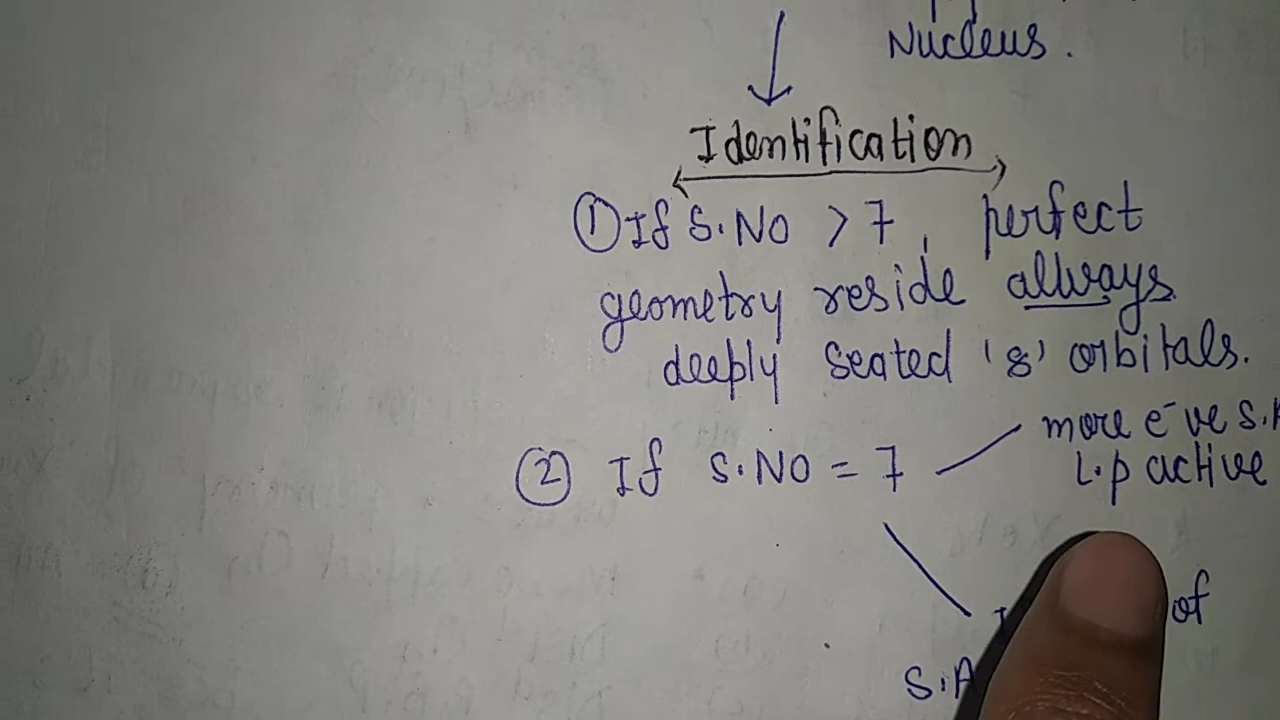 Nucleus.
Identification
① If S.NO > 7, perfect
geometry reside allways
deeply seated 's' orbitals.
② If S.NO = 7
more e⁻ve S.A
L.p active
of
S.A